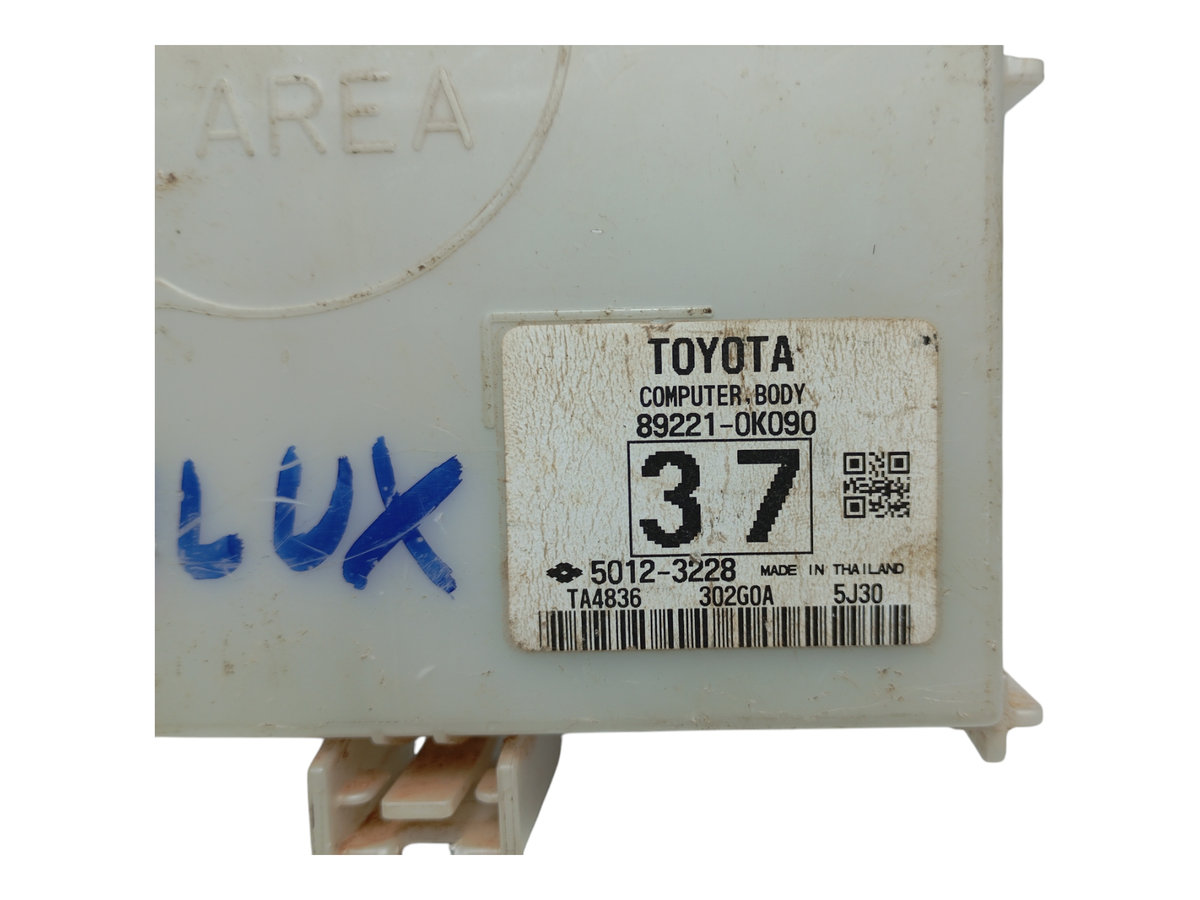 AREA
LUX
TOYOTA
COMPUTER, BODY
89221-0K090
37
5012-3228 MADE IN THAILAND
TA4836 302G0A 5J30